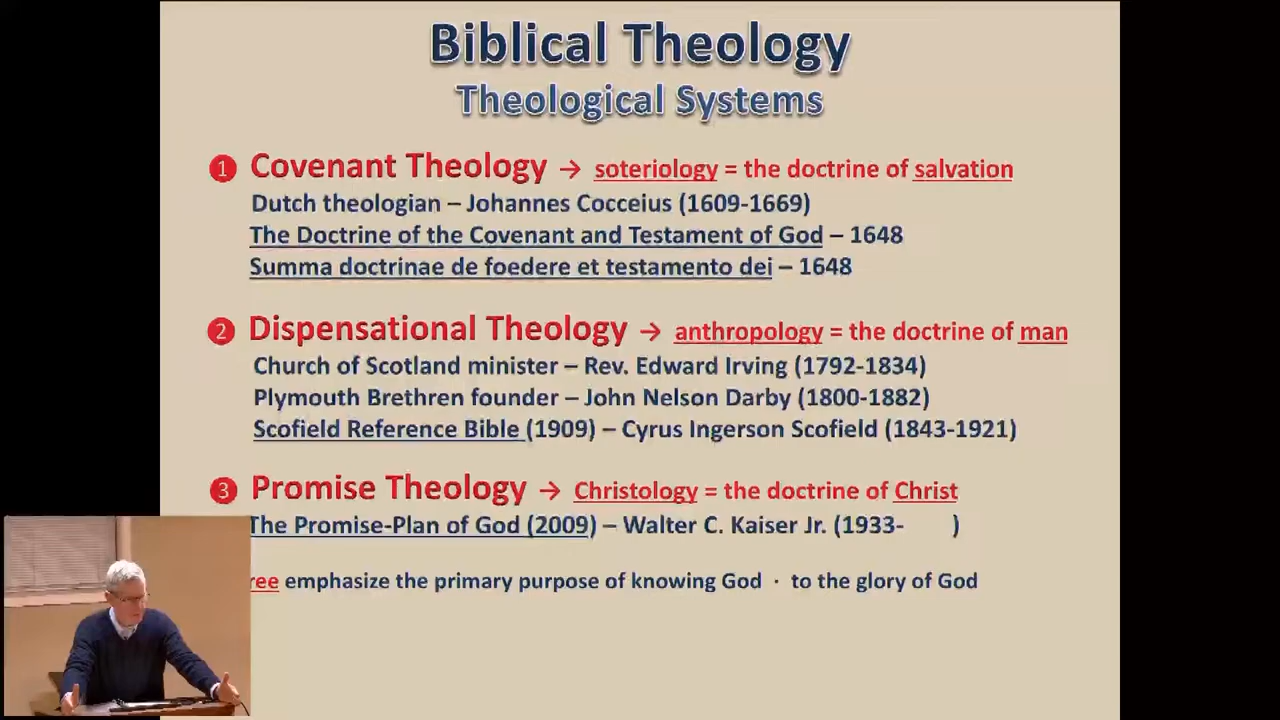 Biblical Theology
Theological Systems
❶ Covenant Theology → soteriology = the doctrine of salvation
Dutch theologian – Johannes Cocceius (1609-1669)
The Doctrine of the Covenant and Testament of God – 1648
Summa doctrinae de foedere et testamento dei – 1648
❷ Dispensational Theology → anthropology = the doctrine of man
Church of Scotland minister – Rev. Edward Irving (1792-1834)
Plymouth Brethren founder – John Nelson Darby (1800-1882)
Scofield Reference Bible (1909) – Cyrus Ingerson Scofield (1843-1921)
❸ Promise Theology → Christology = the doctrine of Christ
The Promise-Plan of God (2009) – Walter C. Kaiser Jr. (1933- )
emphasize the primary purpose of knowing God · to the glory of God